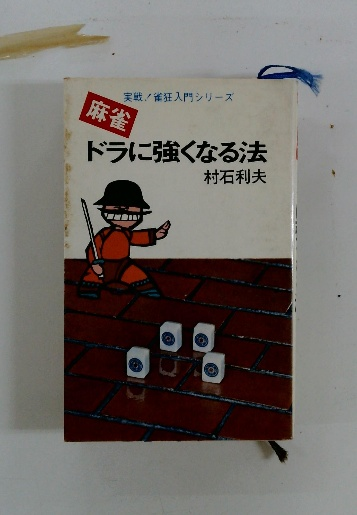 実戦!雀狂入門シリーズ
麻雀
ドラに強くなる法
村石利夫